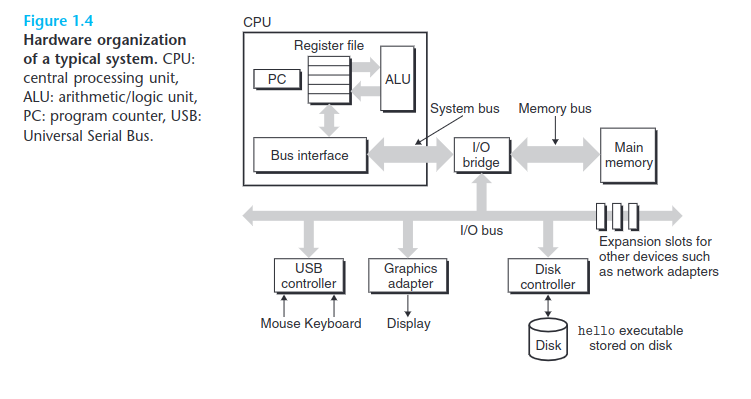 Figure 1.4
Hardware organization
of a typical system. CPU:
central processing unit,
ALU: arithmetic/logic unit,
PC: program counter, USB:
Universal Serial Bus.
CPU
Register file
PC
ALU
System bus
Memory bus
Bus interface
I/O
bridge
Main
memory
I/O bus
Expansion slots for
other devices such
as network adapters
USB
controller
Graphics
adapter
Disk
controller
Mouse Keyboard
Display
Disk
hello executable
stored on disk